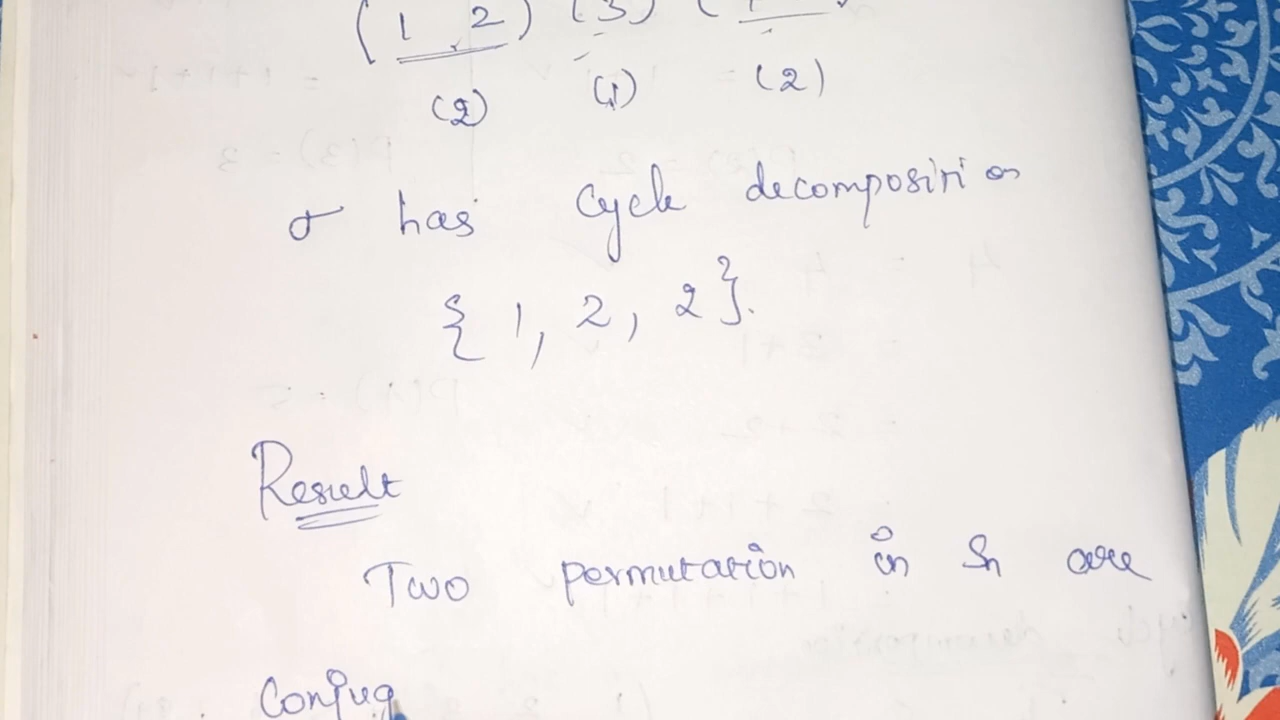 (1 2) (3) (
(2) (1) (2)
σ has Cycle decomposition
{ 1, 2, 2}.
Result
Two permutation in Sn are
Conjug